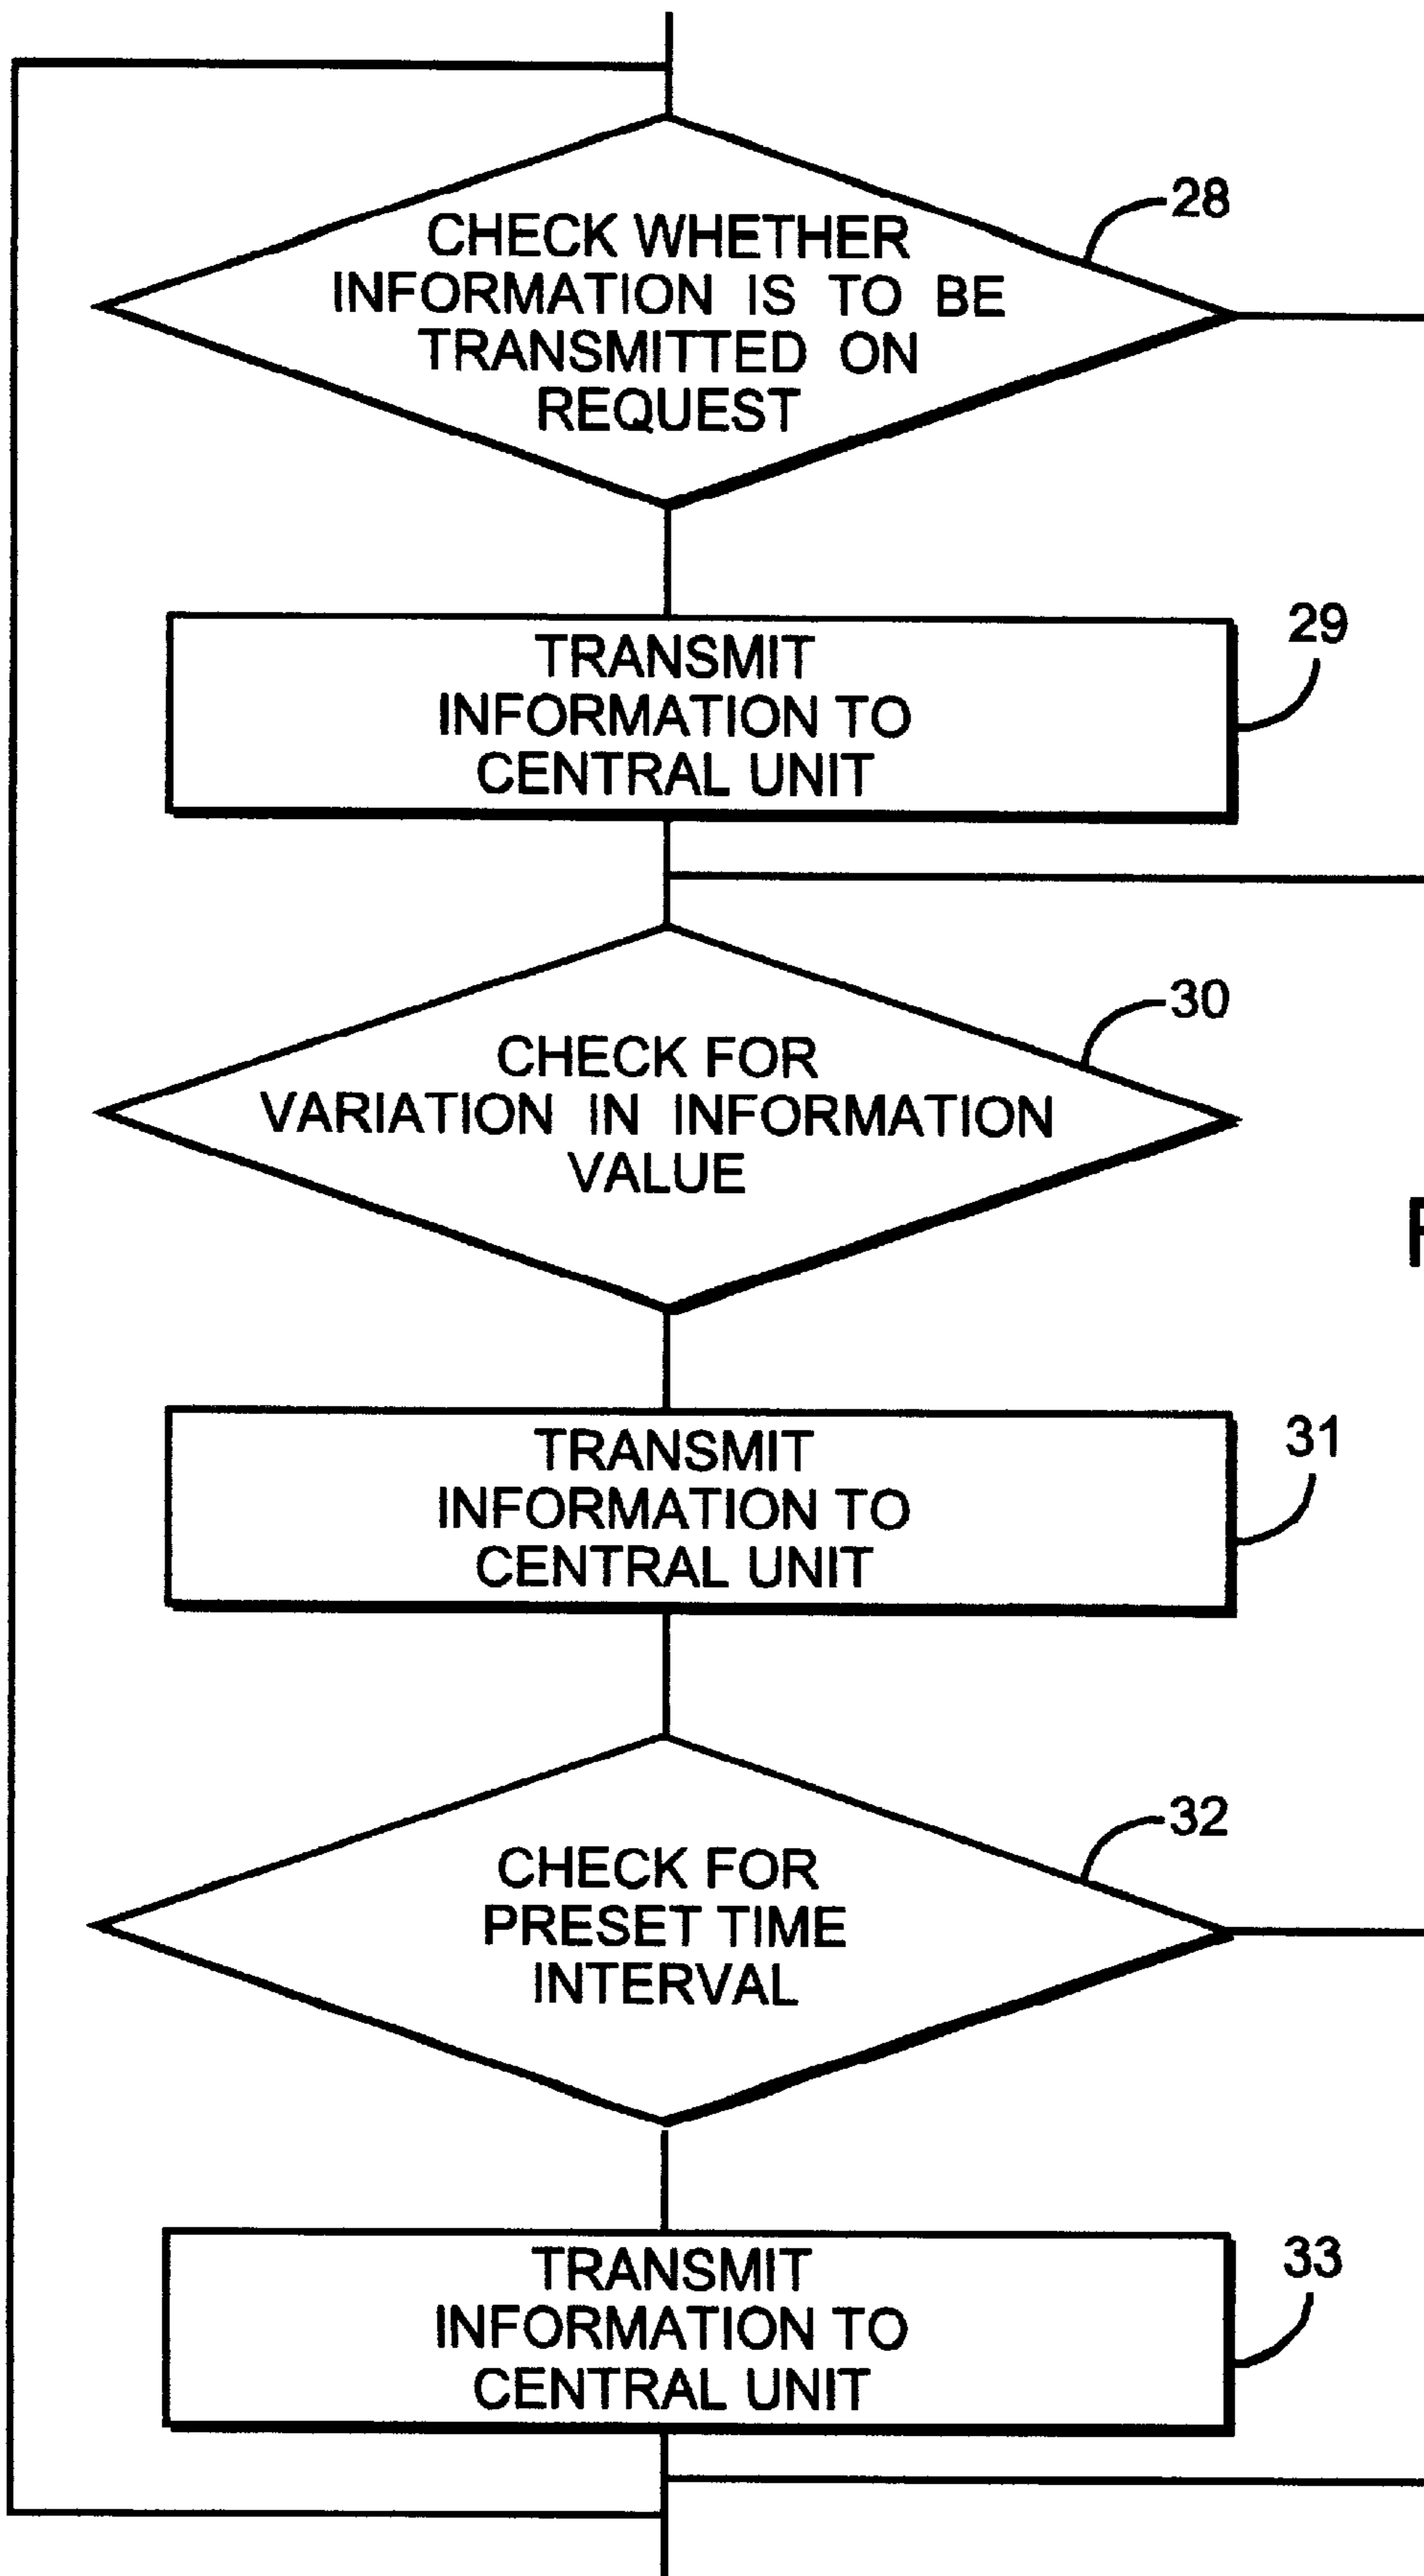 28
CHECK WHETHER
INFORMATION IS TO BE
TRANSMITTED ON
REQUEST
29
TRANSMIT
INFORMATION TO
CENTRAL UNIT
30
CHECK FOR
VARIATION IN INFORMATION
VALUE
31
TRANSMIT
INFORMATION TO
CENTRAL UNIT
32
CHECK FOR
PRESET TIME
INTERVAL
33
TRANSMIT
INFORMATION TO
CENTRAL UNIT